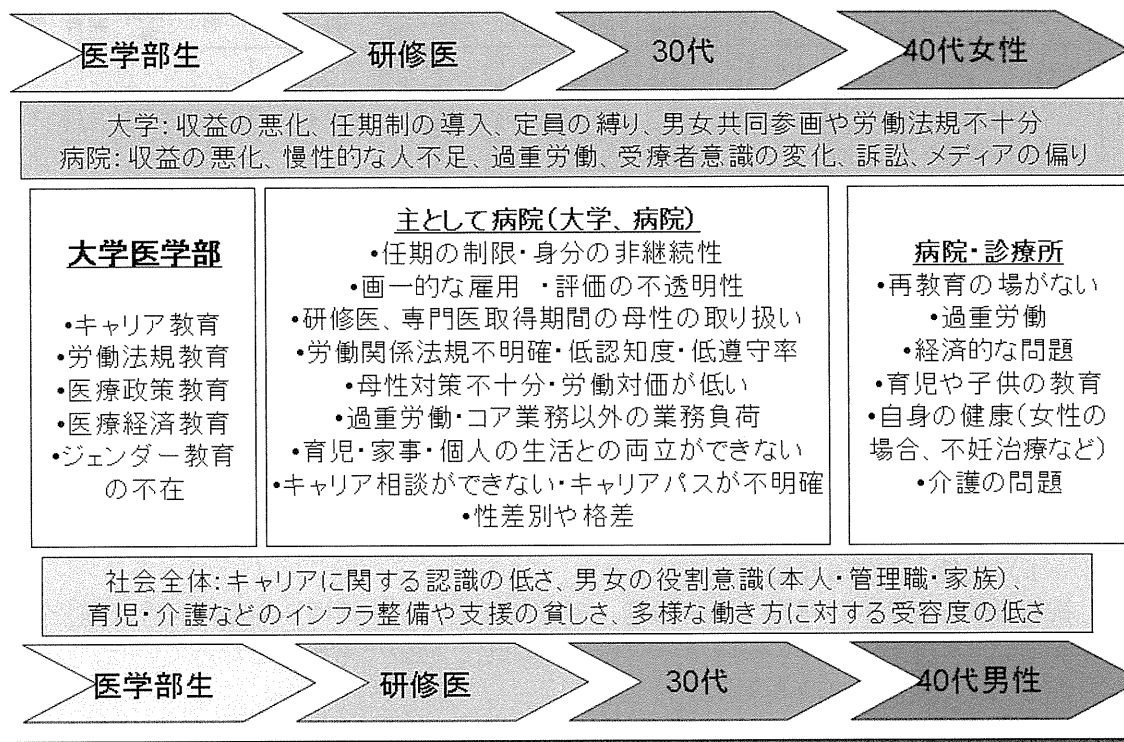 医学部生
研修医
30代
40代女性
大学:収益の悪化、任期制の導入、定員の縛り、男女共同参画や労働法規不十分
病院:収益の悪化、慢性的な人不足、過重労働、受療者意識の変化、訴訟、メディアの偏り
大学医学部
•キャリア教育
•労働法規教育
•医療政策教育
•医療経済教育
•ジェンダー教育
の不在
主として病院(大学、病院)
•任期の制限・身分の非継続性
•画一的な雇用 ・評価の不透明性
•研修医、専門医取得期間の母性の取り扱い
•労働関係法規不明確・低認知度・低遵守率
•母性対策不十分・労働対価が低い
•過重労働・コア業務以外の業務負荷
•育児・家事・個人の生活との両立ができない
•キャリア相談ができない・キャリアパスが不明確
•性差別や格差
病院・診療所
•再教育の場がない
•過重労働
•経済的な問題
•育児や子供の教育
•自身の健康(女性の
場合、不妊治療など)
•介護の問題
社会全体:キャリアに関する認識の低さ、男女の役割意識(本人・管理職・家族)、
育児・介護などのインフラ整備や支援の貧しさ、多様な働き方に対する受容度の低さ
医学部生
研修医
30代
40代男性